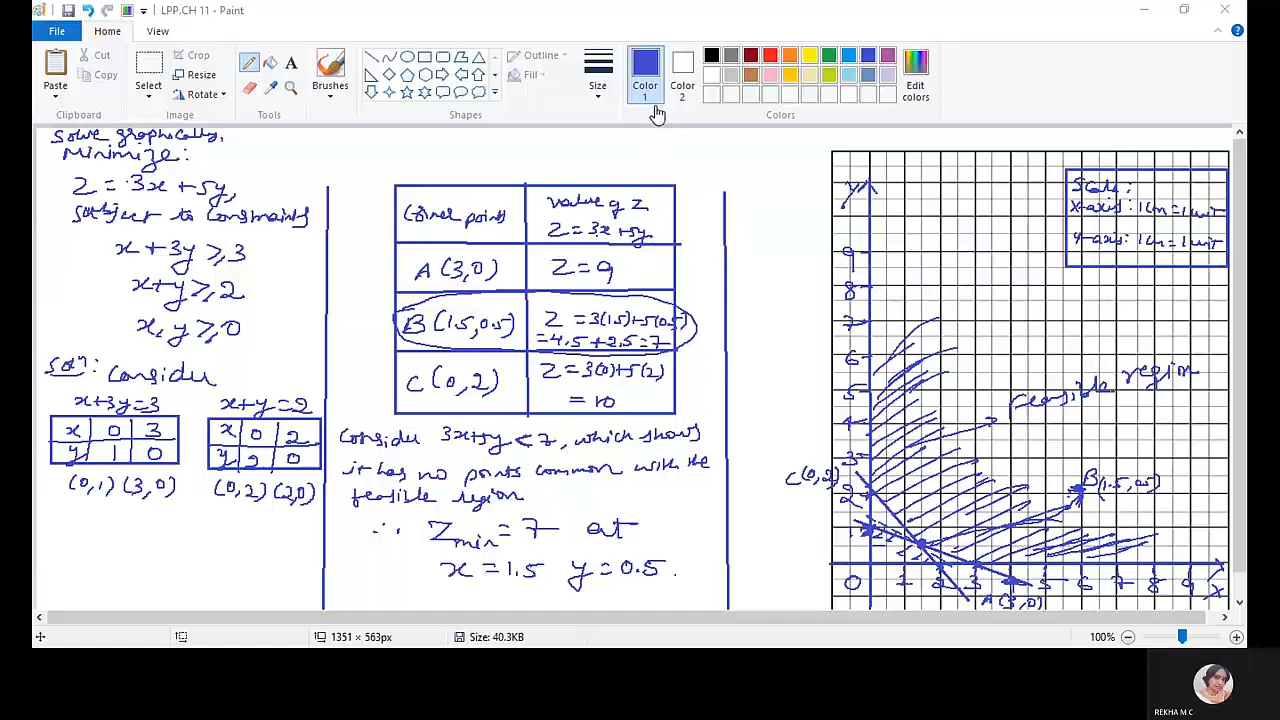 LPP.CH 11 - Paint
File
Home
View
Paste
Cut
Copy
Clipboard
Select
Crop
Resize
Rotate
Image
Tools
Brushes
Shapes
Outline
Fill
Size
Color 1
Color 2
Edit colors
Colors
Solve graphically.
Minimize:
Z = 3x + 5y,
subject to constraints
x + 3y ≥ 3
x + y ≥ 2
x, y ≥ 0
Solⁿ: Consider
x+3y=3
x 0 3
y 1 0
(0,1) (3,0)
x+y=2
x 0 2
y 2 0
(0,2) (2,0)
Corner point
value of Z
Z = 3x + 5y
A (3,0)
Z = 9
B (1.5, 0.5)
Z = 3(1.5)+5(0.5)
= 4.5 + 2.5 = 7
C (0,2)
Z = 3(0)+5(2)
= 10
Consider 3x+5y < 7, which shows
it has no points common with the
feasible region
∴ Zmin = 7 at
x = 1.5 y = 0.5.
Scale:
X-axis: 1cm = 1 unit
Y-axis: 1cm = 1 unit
Y
9
8
7
6
5
4
3
2
1
feasible region
C(0,2)
B(1.5, 0.5)
0 1 2 3 4 5 6 7 8 9 X
A(3,0)
1351 × 563px
Size: 40.3KB
100%
REKHA M C